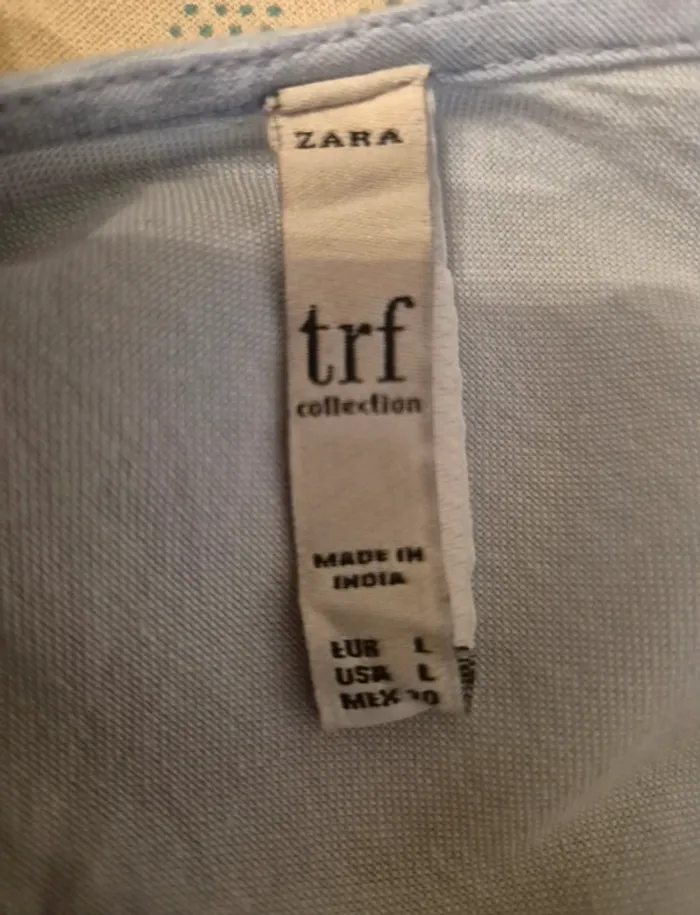 ZARA
trf
collection
MADE IN
INDIA
EUR L
USA L
MEX 30